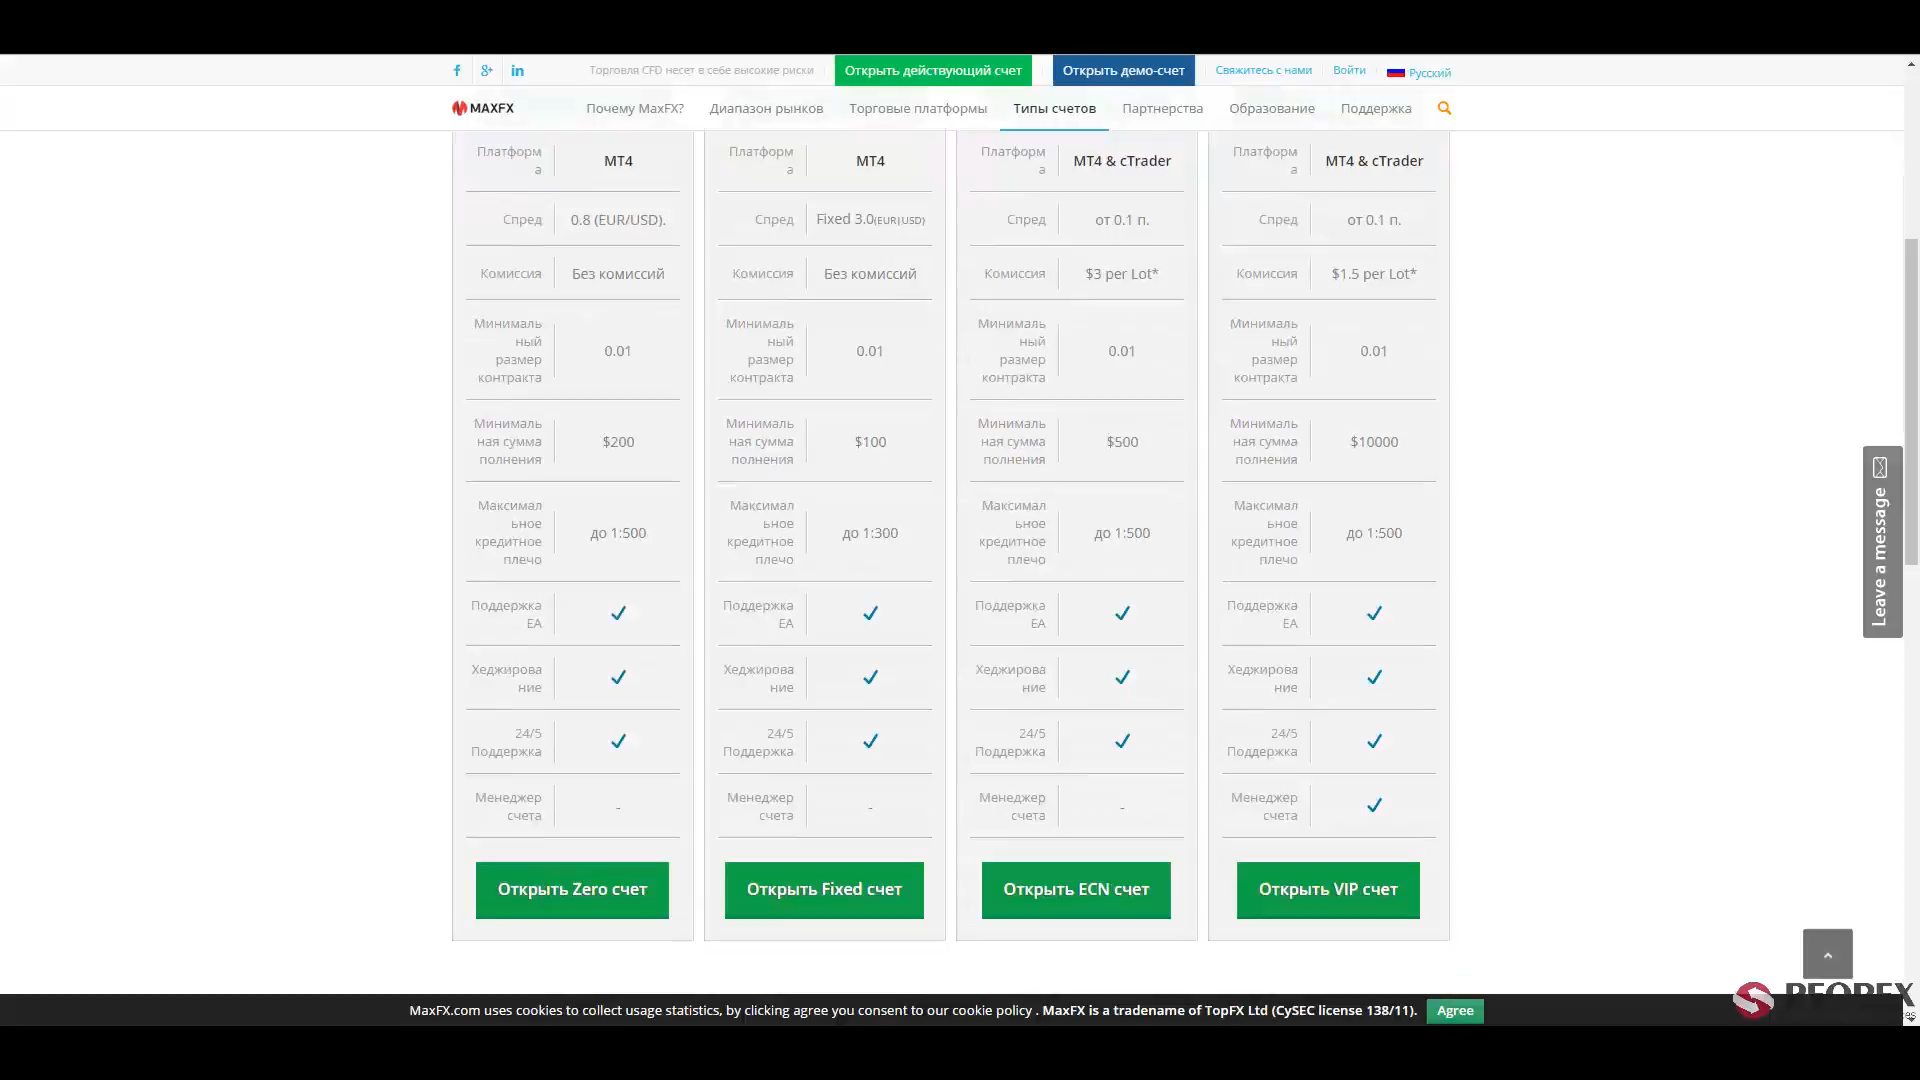 Торговля CFD несет в себе высокие риски Открыть действующий счет Открыть демо-счет Свяжитесь с нами Войти Русский
MAXFX Почему MaxFX? Диапазон рынков Торговые платформы Типы счетов Партнерства Образование Поддержка
Платформ
а
MT4
Спред 0.8 (EUR/USD).
Комиссия Без комиссий
Минималь
ный
размер
контракта
0.01
Минималь
ная сумма
полнения
$200
Максимал
ьное
кредитное
плечо
до 1:500
Поддержка
EA
Хеджирова
ние
24/5
Поддержка
Менеджер
счета
-
Открыть Zero счет
Платформ
а
MT4
Спред Fixed 3.0(EUR|USD)
Комиссия Без комиссий
Минималь
ный
размер
контракта
0.01
Минималь
ная сумма
полнения
$100
Максимал
ьное
кредитное
плечо
до 1:300
Поддержка
EA
Хеджирова
ние
24/5
Поддержка
Менеджер
счета
-
Открыть Fixed счет
Платформ
а
MT4 & cTrader
Спред от 0.1 п.
Комиссия $3 per Lot*
Минималь
ный
размер
контракта
0.01
Минималь
ная сумма
полнения
$500
Максимал
ьное
кредитное
плечо
до 1:500
Поддержка
EA
Хеджирова
ние
24/5
Поддержка
Менеджер
счета
-
Открыть ECN счет
Платформ
а
MT4 & cTrader
Спред от 0.1 п.
Комиссия $1.5 per Lot*
Минималь
ный
размер
контракта
0.01
Минималь
ная сумма
полнения
$10000
Максимал
ьное
кредитное
плечо
до 1:500
Поддержка
EA
Хеджирова
ние
24/5
Поддержка
Менеджер
счета
Открыть VIP счет
Leave a message
MaxFX.com uses cookies to collect usage statistics, by clicking agree you consent to our cookie policy . MaxFX is a tradename of TopFX Ltd (CySEC license 138/11). Agree